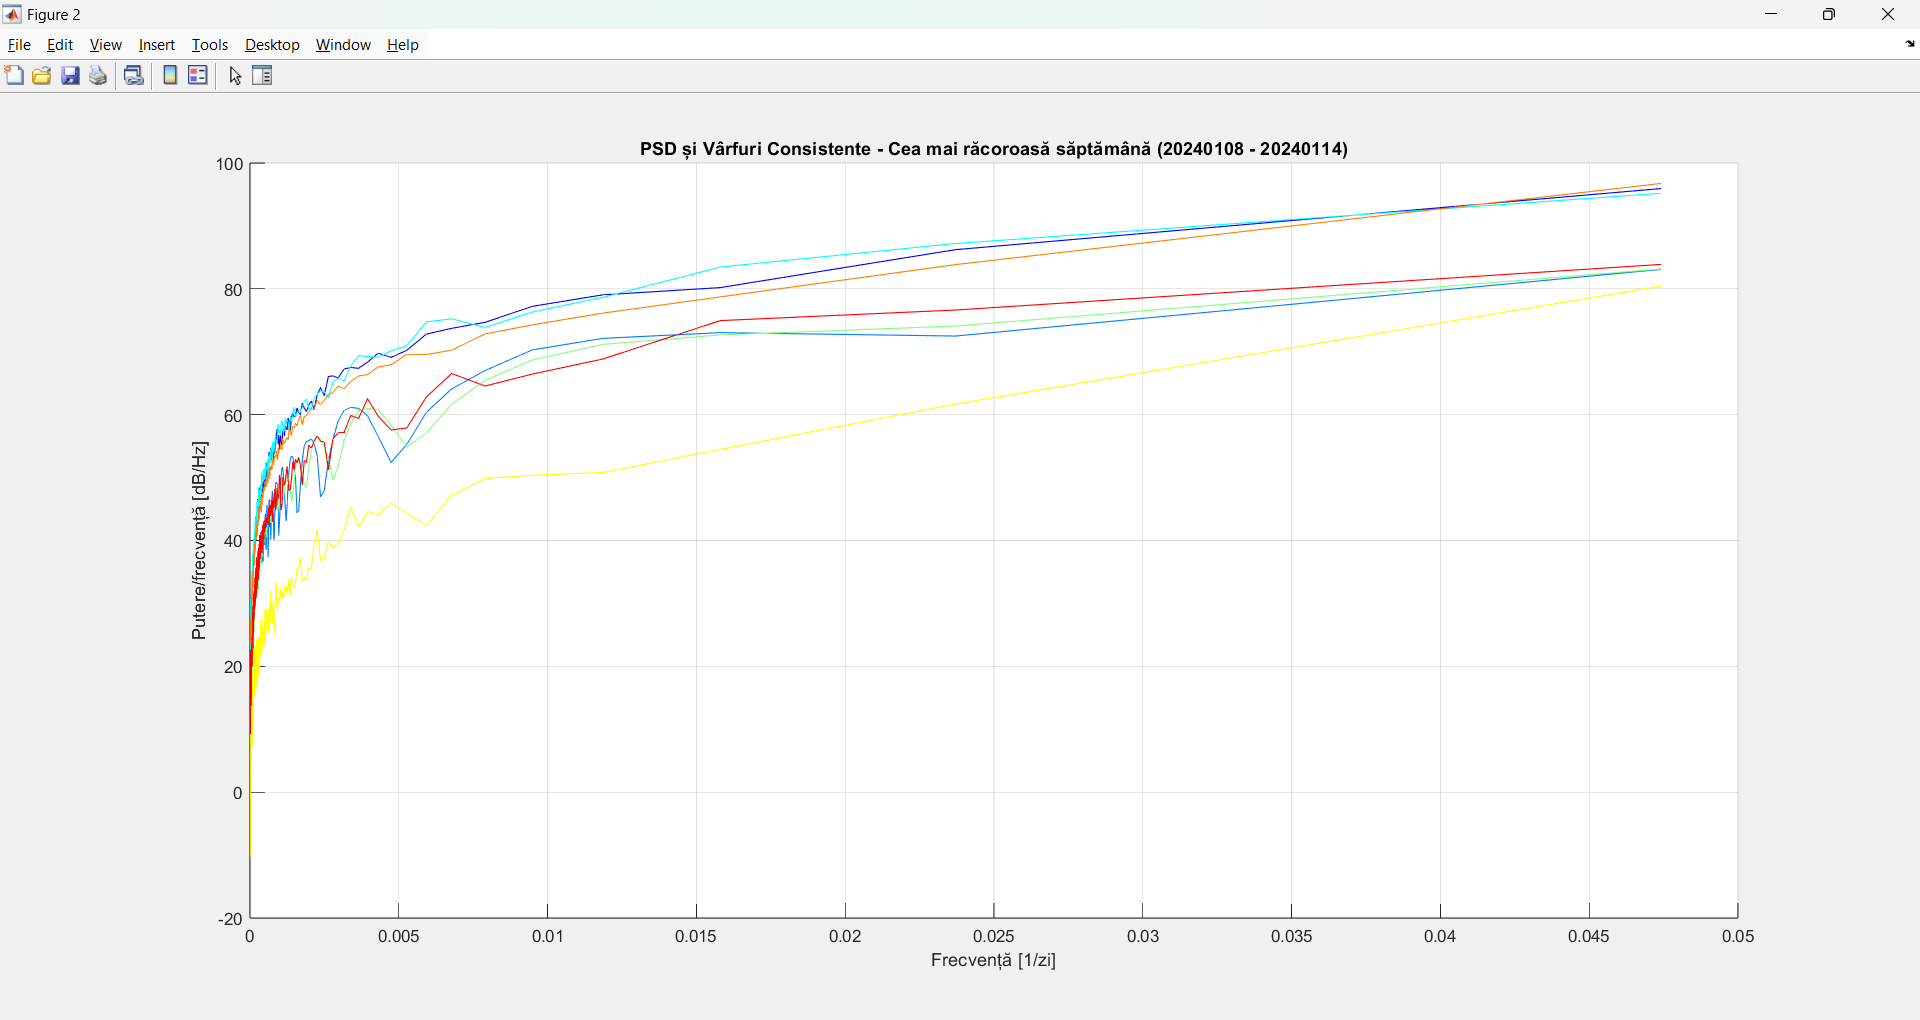 Figure 2
File Edit View Insert Tools Desktop Window Help
PSD și Vârfuri Consistente - Cea mai răcoroasă săptămână (20240108 - 20240114)
100
80
60
40
20
0
-20
Putere/frecvență [dB/Hz]
0 0.005 0.01 0.015 0.02 0.025 0.03 0.035 0.04 0.045 0.05
Frecvență [1/zi]